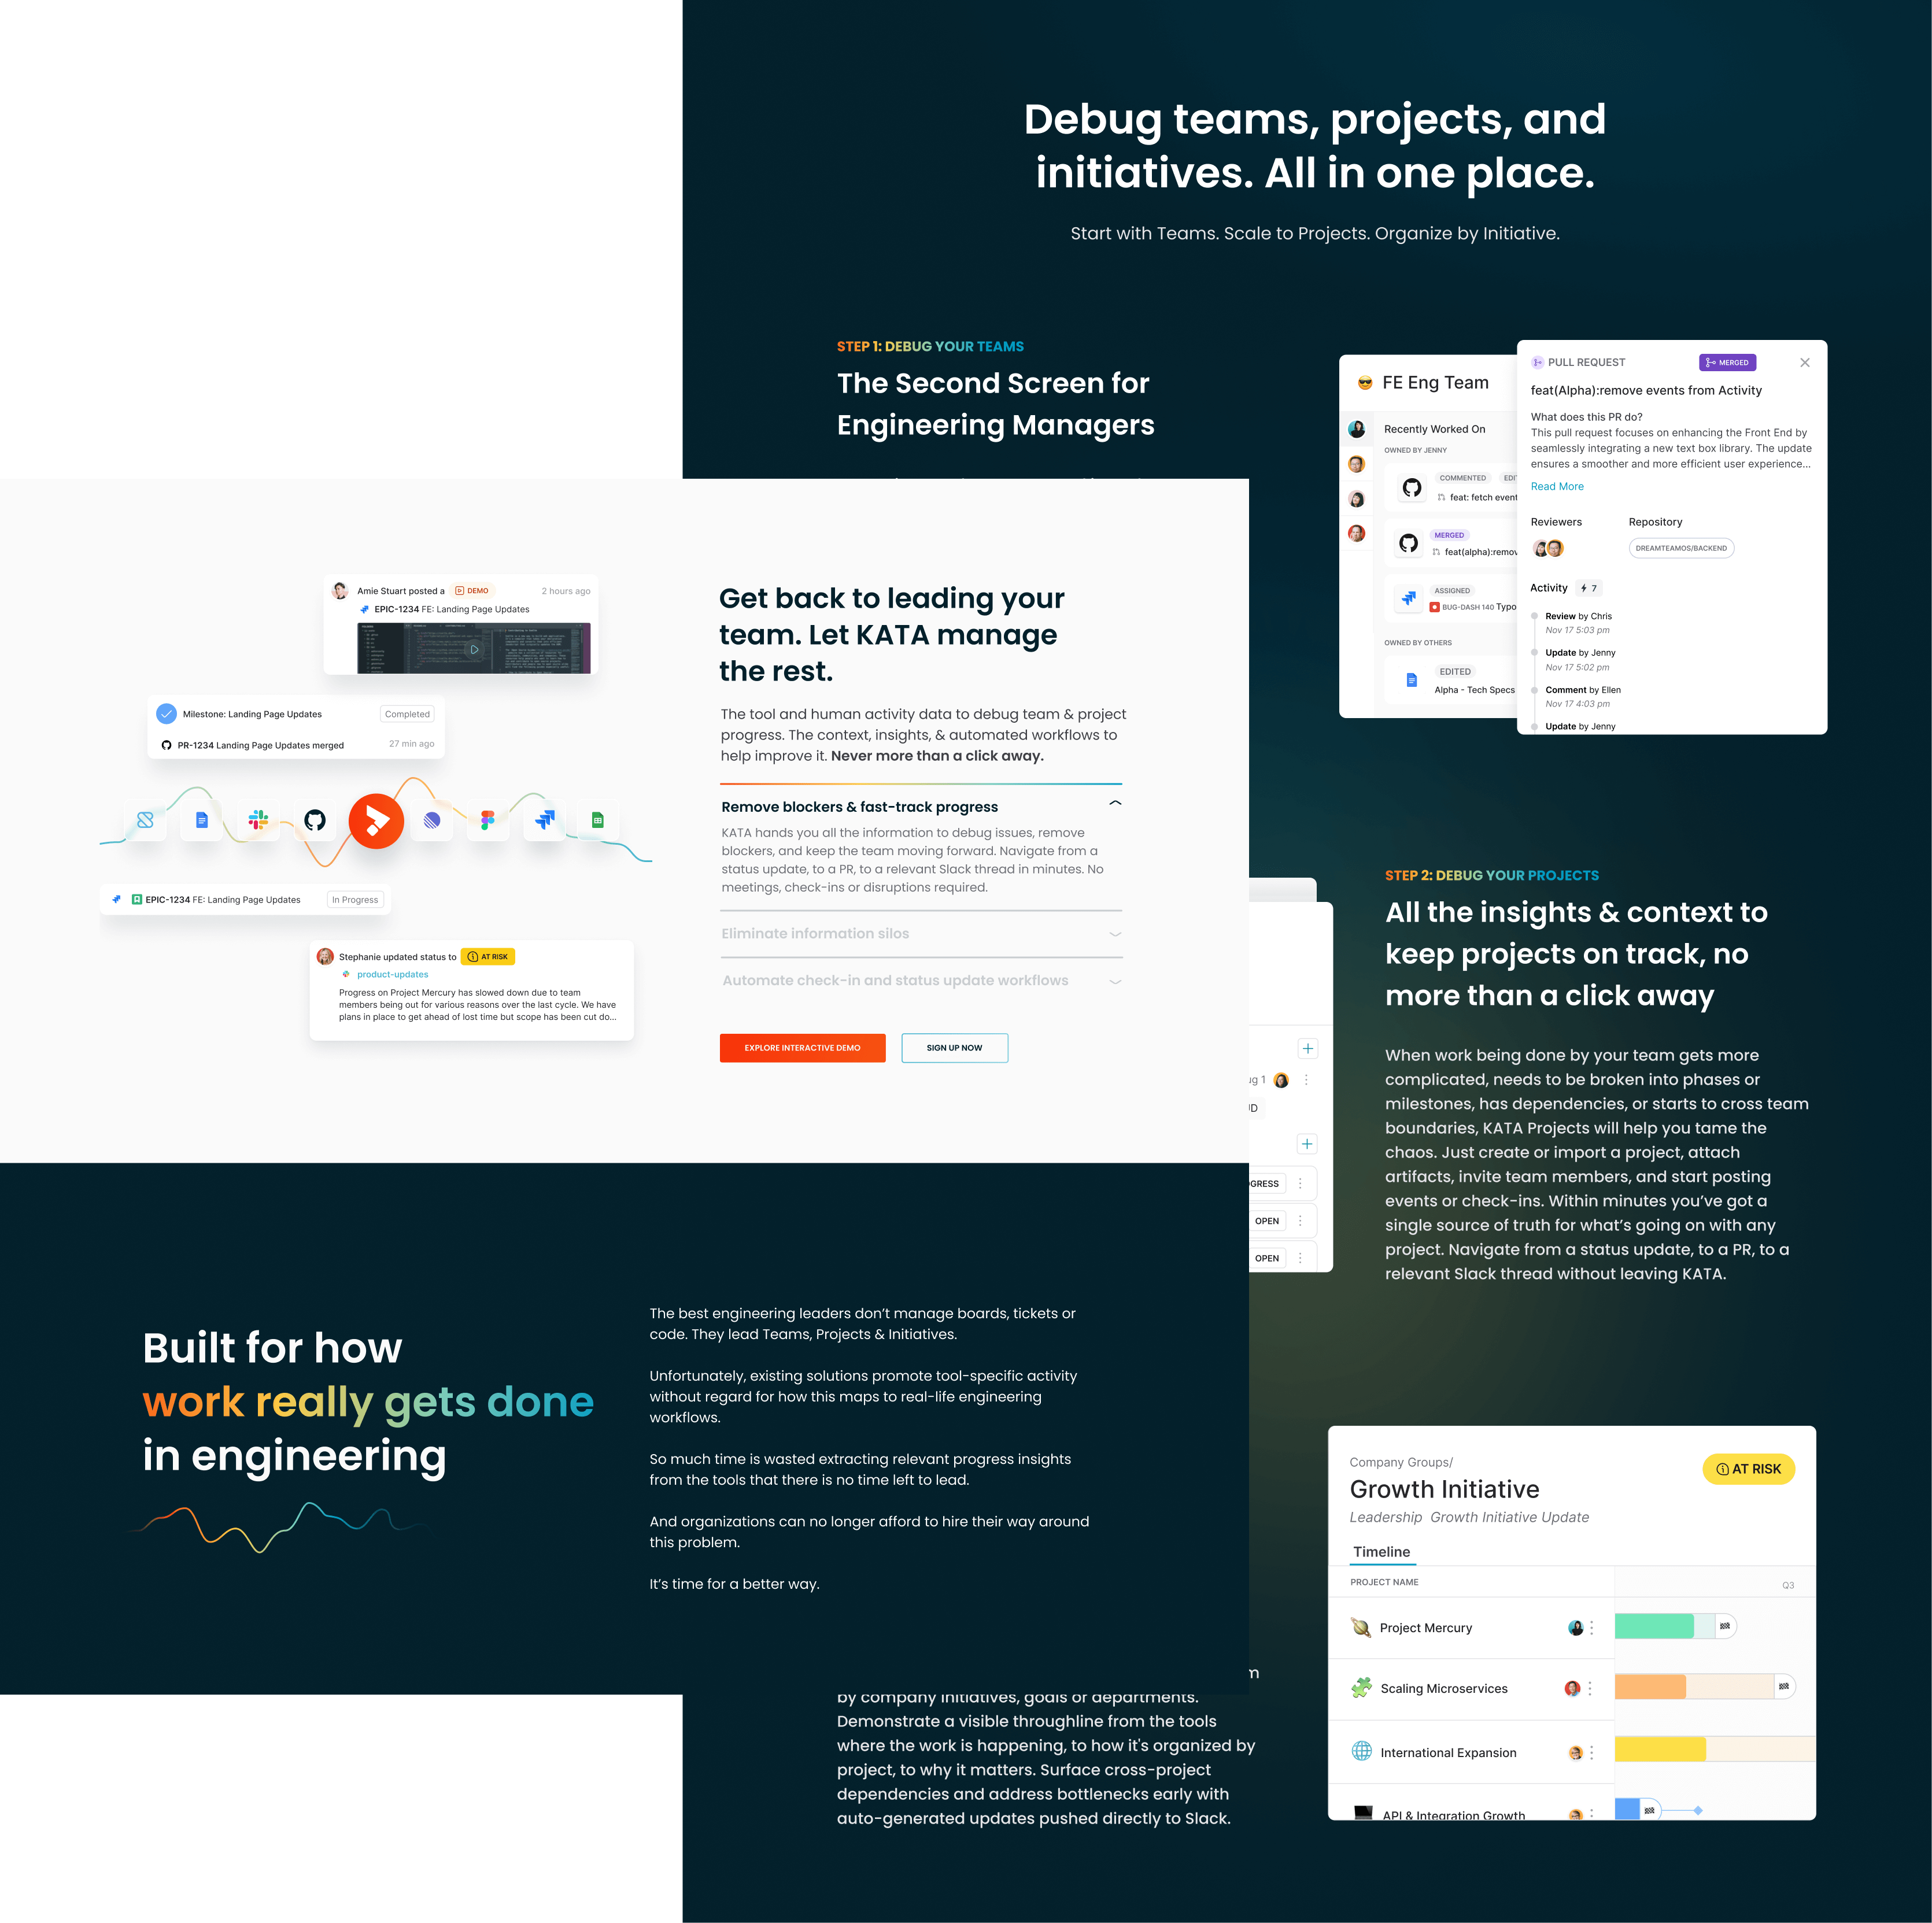 Debug teams, projects, and
initiatives. All in one place.
Start with Teams. Scale to Projects. Organize by Initiative.
STEP 1: DEBUG YOUR TEAMS
The Second Screen for
Engineering Managers
FE Eng Team
Recently Worked On
OWNED BY JENNY
COMMENTED
feat: fetch event
MERGED
feat(alpha):remov
ASSIGNED
BUG-DASH 140 Typo
OWNED BY OTHERS
EDITED
Alpha - Tech Specs
PULL REQUEST
MERGED
feat(Alpha):remove events from Activity
What does this PR do?
This pull request focuses on enhancing the Front End by
seamlessly integrating a new text box library. The update
ensures a smoother and more efficient user experience...
Read More
Reviewers
Repository
DREAMTEAMOS/BACKEND
Activity 7
Review by Chris
Nov 17 5:03 pm
Update by Jenny
Nov 17 5:02 pm
Comment by Ellen
Nov 17 4:03 pm
Update by Jenny
Amie Stuart posted a DEMO 2 hours ago
EPIC-1234 FE: Landing Page Updates
Milestone: Landing Page Updates Completed
PR-1234 Landing Page Updates merged 27 min ago
EPIC-1234 FE: Landing Page Updates In Progress
Stephanie updated status to AT RISK
product-updates
Progress on Project Mercury has slowed down due to team
members being out for various reasons over the last cycle. We have
plans in place to get ahead of lost time but scope has been cut do...
Get back to leading your
team. Let KATA manage
the rest.
The tool and human activity data to debug team & project
progress. The context, insights, & automated workflows to
help improve it. Never more than a click away.
Remove blockers & fast-track progress
KATA hands you all the information to debug issues, remove
blockers, and keep the team moving forward. Navigate from a
status update, to a PR, to a relevant Slack thread in minutes. No
meetings, check-ins or disruptions required.
Eliminate information silos
Automate check-in and status update workflows
EXPLORE INTERACTIVE DEMO
SIGN UP NOW
OPEN
OPEN
STEP 2: DEBUG YOUR PROJECTS
All the insights & context to
keep projects on track, no
more than a click away
When work being done by your team gets more
complicated, needs to be broken into phases or
milestones, has dependencies, or starts to cross team
boundaries, KATA Projects will help you tame the
chaos. Just create or import a project, attach
artifacts, invite team members, and start posting
events or check-ins. Within minutes you’ve got a
single source of truth for what’s going on with any
project. Navigate from a status update, to a PR, to a
relevant Slack thread without leaving KATA.
Built for how
work really gets done
in engineering
The best engineering leaders don’t manage boards, tickets or
code. They lead Teams, Projects & Initiatives.
Unfortunately, existing solutions promote tool-specific activity
without regard for how this maps to real-life engineering
workflows.
So much time is wasted extracting relevant progress insights
from the tools that there is no time left to lead.
And organizations can no longer afford to hire their way around
this problem.
It’s time for a better way.
by company initiatives, goals or departments.
Demonstrate a visible throughline from the tools
where the work is happening, to how it's organized by
project, to why it matters. Surface cross-project
dependencies and address bottlenecks early with
auto-generated updates pushed directly to Slack.
Company Groups/
Growth Initiative
AT RISK
Leadership Growth Initiative Update
Timeline
PROJECT NAME Q3
Project Mercury
Scaling Microservices
International Expansion
API & Integration Growth